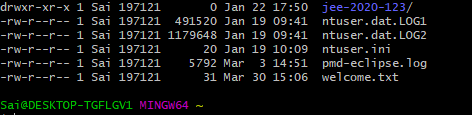 drwxr-xr-x 1 Sai 197121 0 Jan 22 17:50 jee-2020-123/
-rw-r--r-- 1 Sai 197121 491520 Jan 19 09:41 ntuser.dat.LOG1
-rw-r--r-- 1 Sai 197121 1179648 Jan 19 09:41 ntuser.dat.LOG2
-rw-r--r-- 1 Sai 197121 20 Jan 19 10:09 ntuser.ini
-rw-r--r-- 1 Sai 197121 5792 Mar 3 14:51 pmd-eclipse.log
-rw-r--r-- 1 Sai 197121 31 Mar 30 15:06 welcome.txt
Sai@DESKTOP-TGFLGV1 MINGW64 ~